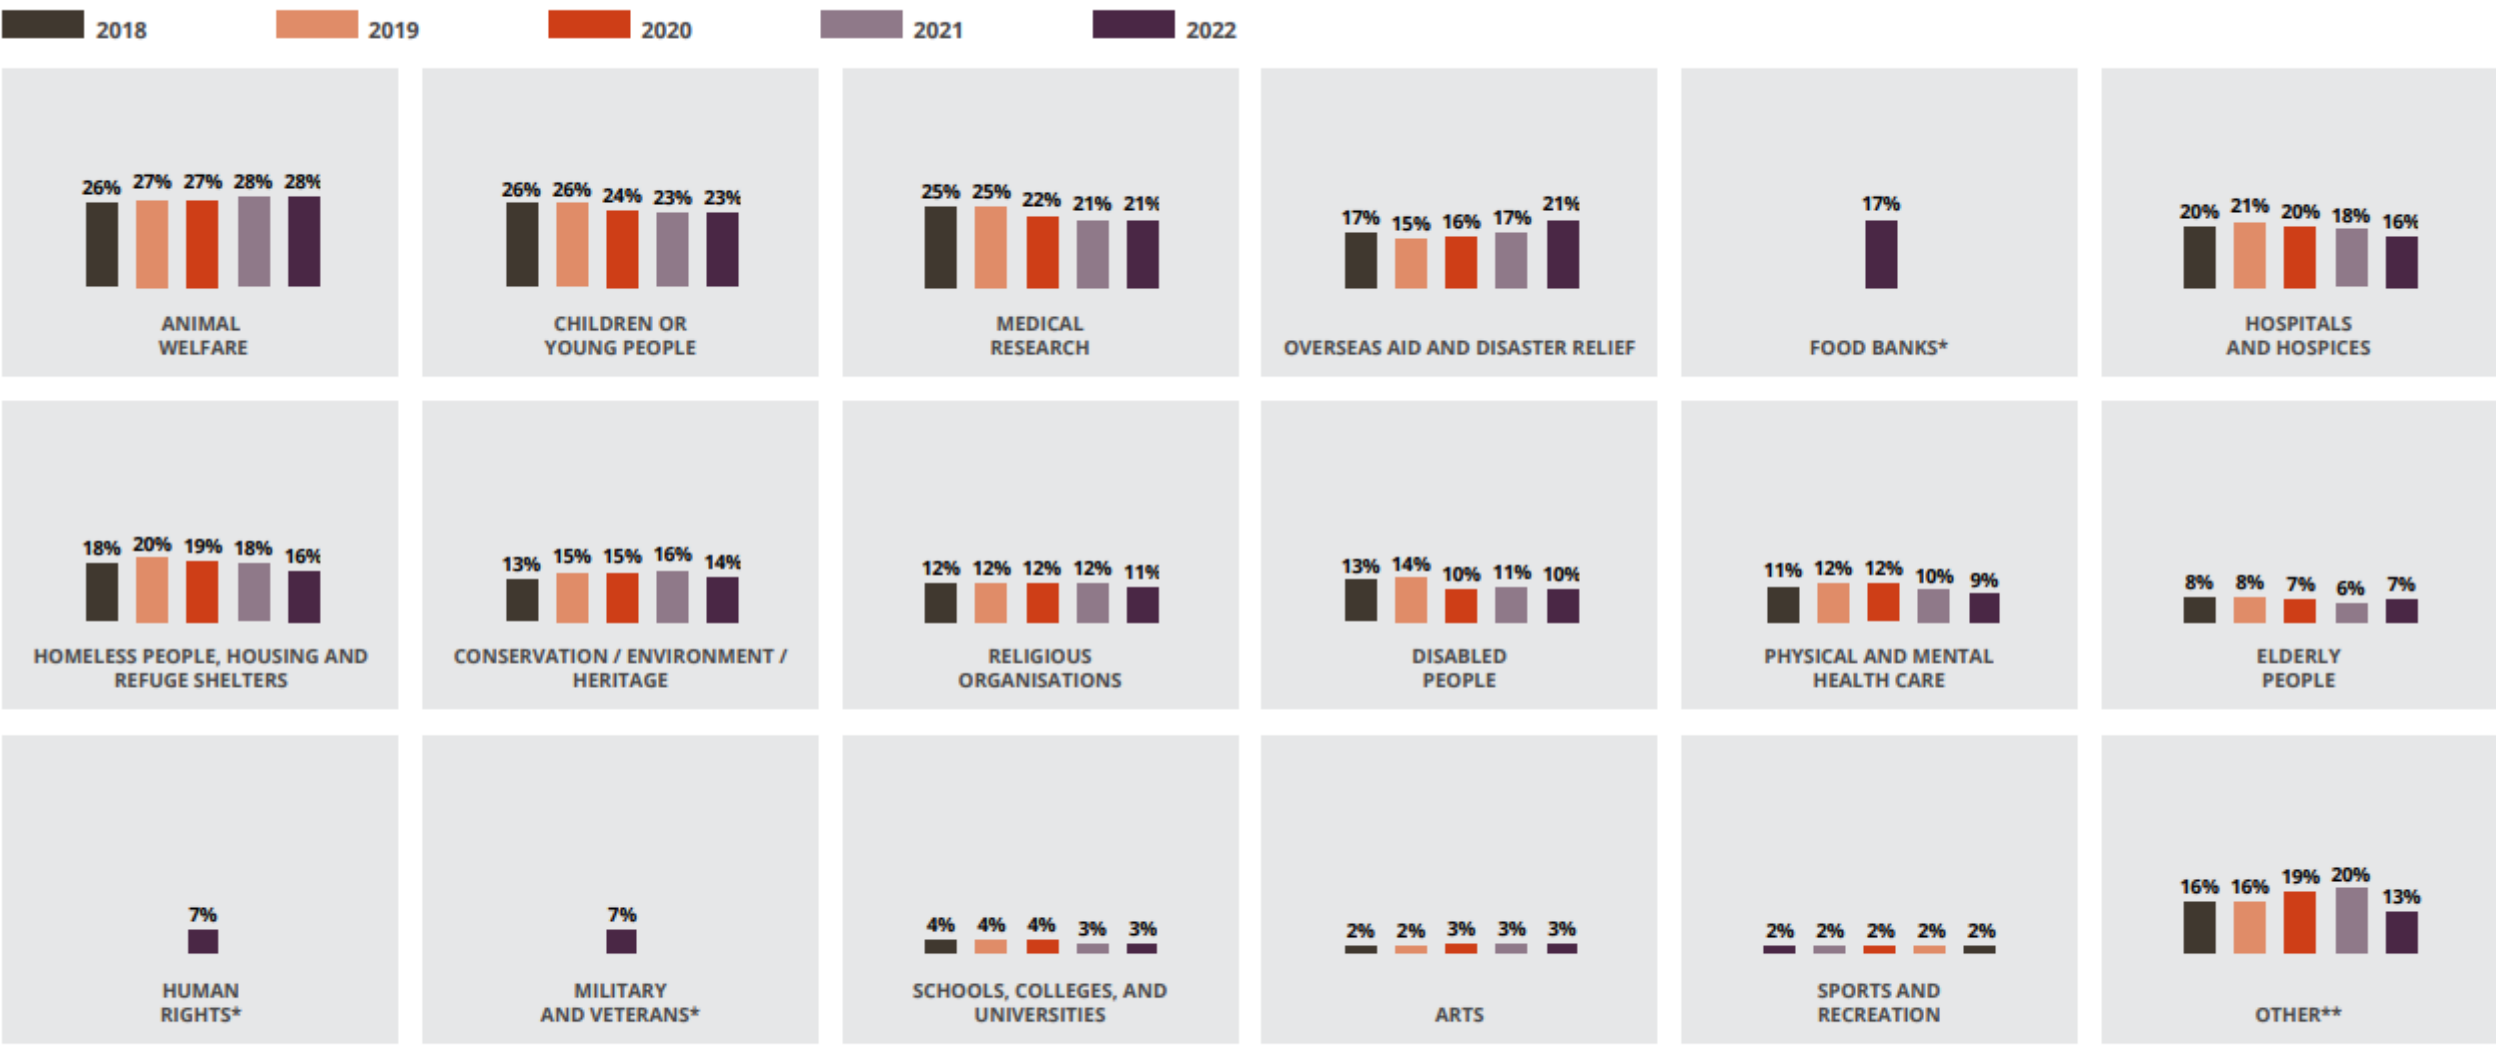 2018 2019 2020 2021 2022
26% 27% 27% 28% 28%
ANIMAL
WELFARE
26% 26% 24% 23% 23%
CHILDREN OR
YOUNG PEOPLE
25% 25% 22% 21% 21%
MEDICAL
RESEARCH
17% 15% 16% 17% 21%
OVERSEAS AID AND DISASTER RELIEF
17%
FOOD BANKS*
20% 21% 20% 18% 16%
HOSPITALS
AND HOSPICES
18% 20% 19% 18% 16%
HOMELESS PEOPLE, HOUSING AND
REFUGE SHELTERS
13% 15% 15% 16% 14%
CONSERVATION / ENVIRONMENT /
HERITAGE
12% 12% 12% 12% 11%
RELIGIOUS
ORGANISATIONS
13% 14% 10% 11% 10%
DISABLED
PEOPLE
11% 12% 12% 10% 9%
PHYSICAL AND MENTAL
HEALTH CARE
8% 8% 7% 6% 7%
ELDERLY
PEOPLE
7%
HUMAN
RIGHTS*
7%
MILITARY
AND VETERANS*
4% 4% 4% 3% 3%
SCHOOLS, COLLEGES, AND
UNIVERSITIES
2% 2% 3% 3% 3%
ARTS
2% 2% 2% 2% 2%
SPORTS AND
RECREATION
16% 16% 19% 20% 13%
OTHER**